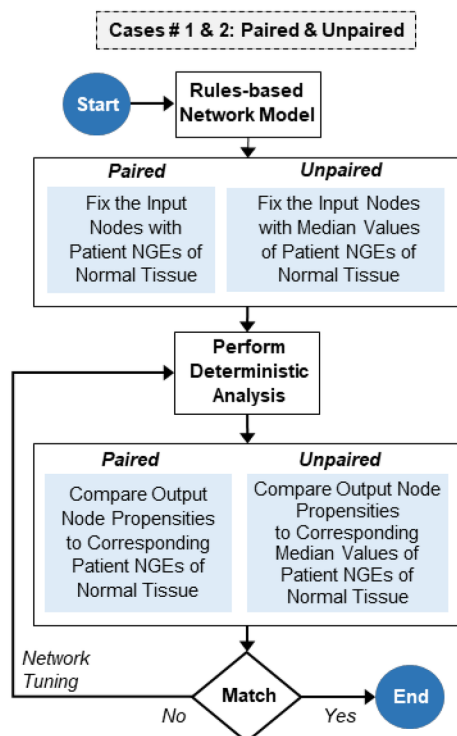 Cases # 1 & 2: Paired & Unpaired
Start
Rules-based
Network Model
Paired
Fix the Input
Nodes with
Patient NGEs of
Normal Tissue
Unpaired
Fix the Input Nodes
with Median Values
of Patient NGEs of
Normal Tissue
Perform
Deterministic
Analysis
Paired
Compare Output
Node Propensities
to Corresponding
Patient NGEs of
Normal Tissue
Unpaired
Compare Output Node
Propensities
to Corresponding
Median Values of
Patient NGEs of
Normal Tissue
Network
Tuning
No
Match
Yes
End